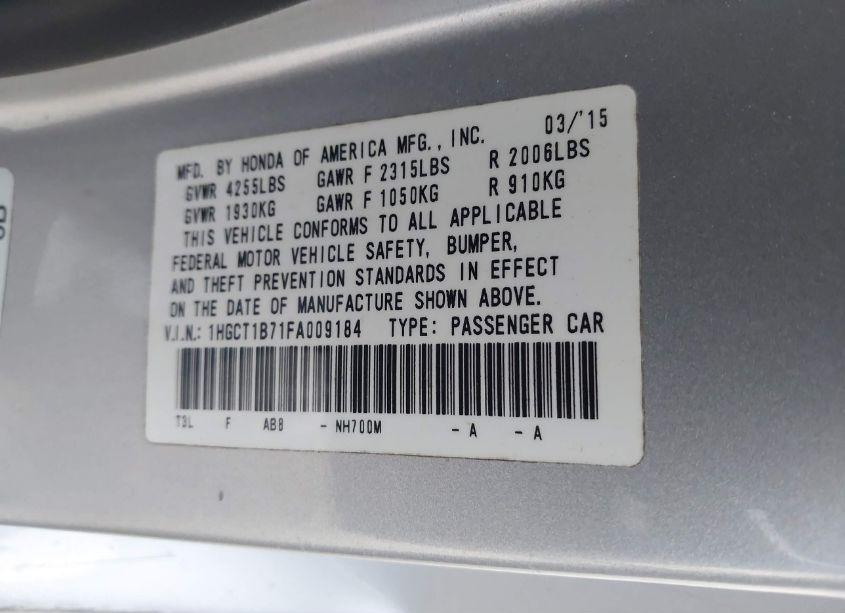 MFD. BY HONDA OF AMERICA MFG., INC. 03/'15
GVWR 4255LBS GAWR F 2315LBS R 2006LBS
GVWR 1930KG GAWR F 1050KG R 910KG
THIS VEHICLE CONFORMS TO ALL APPLICABLE
FEDERAL MOTOR VEHICLE SAFETY, BUMPER,
AND THEFT PREVENTION STANDARDS IN EFFECT
ON THE DATE OF MANUFACTURE SHOWN ABOVE.
V.I.N.: 1HGCT1B71FA009184 TYPE: PASSENGER CAR
T3L F ABB - NH700M - A - A